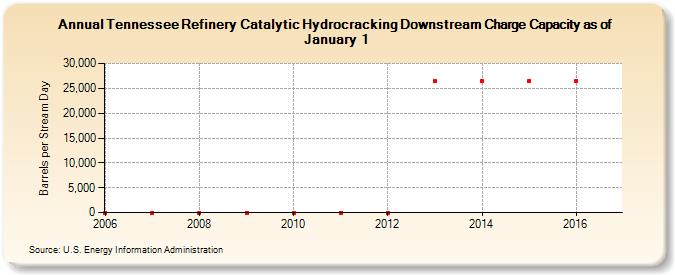 Annual Tennessee Refinery Catalytic Hydrocracking Downstream Charge Capacity as of
January 1
Barrels per Stream Day
30,000
25,000
20,000
15,000
10,000
5,000
0
2006 2008 2010 2012 2014 2016
Source: U.S. Energy Information Administration